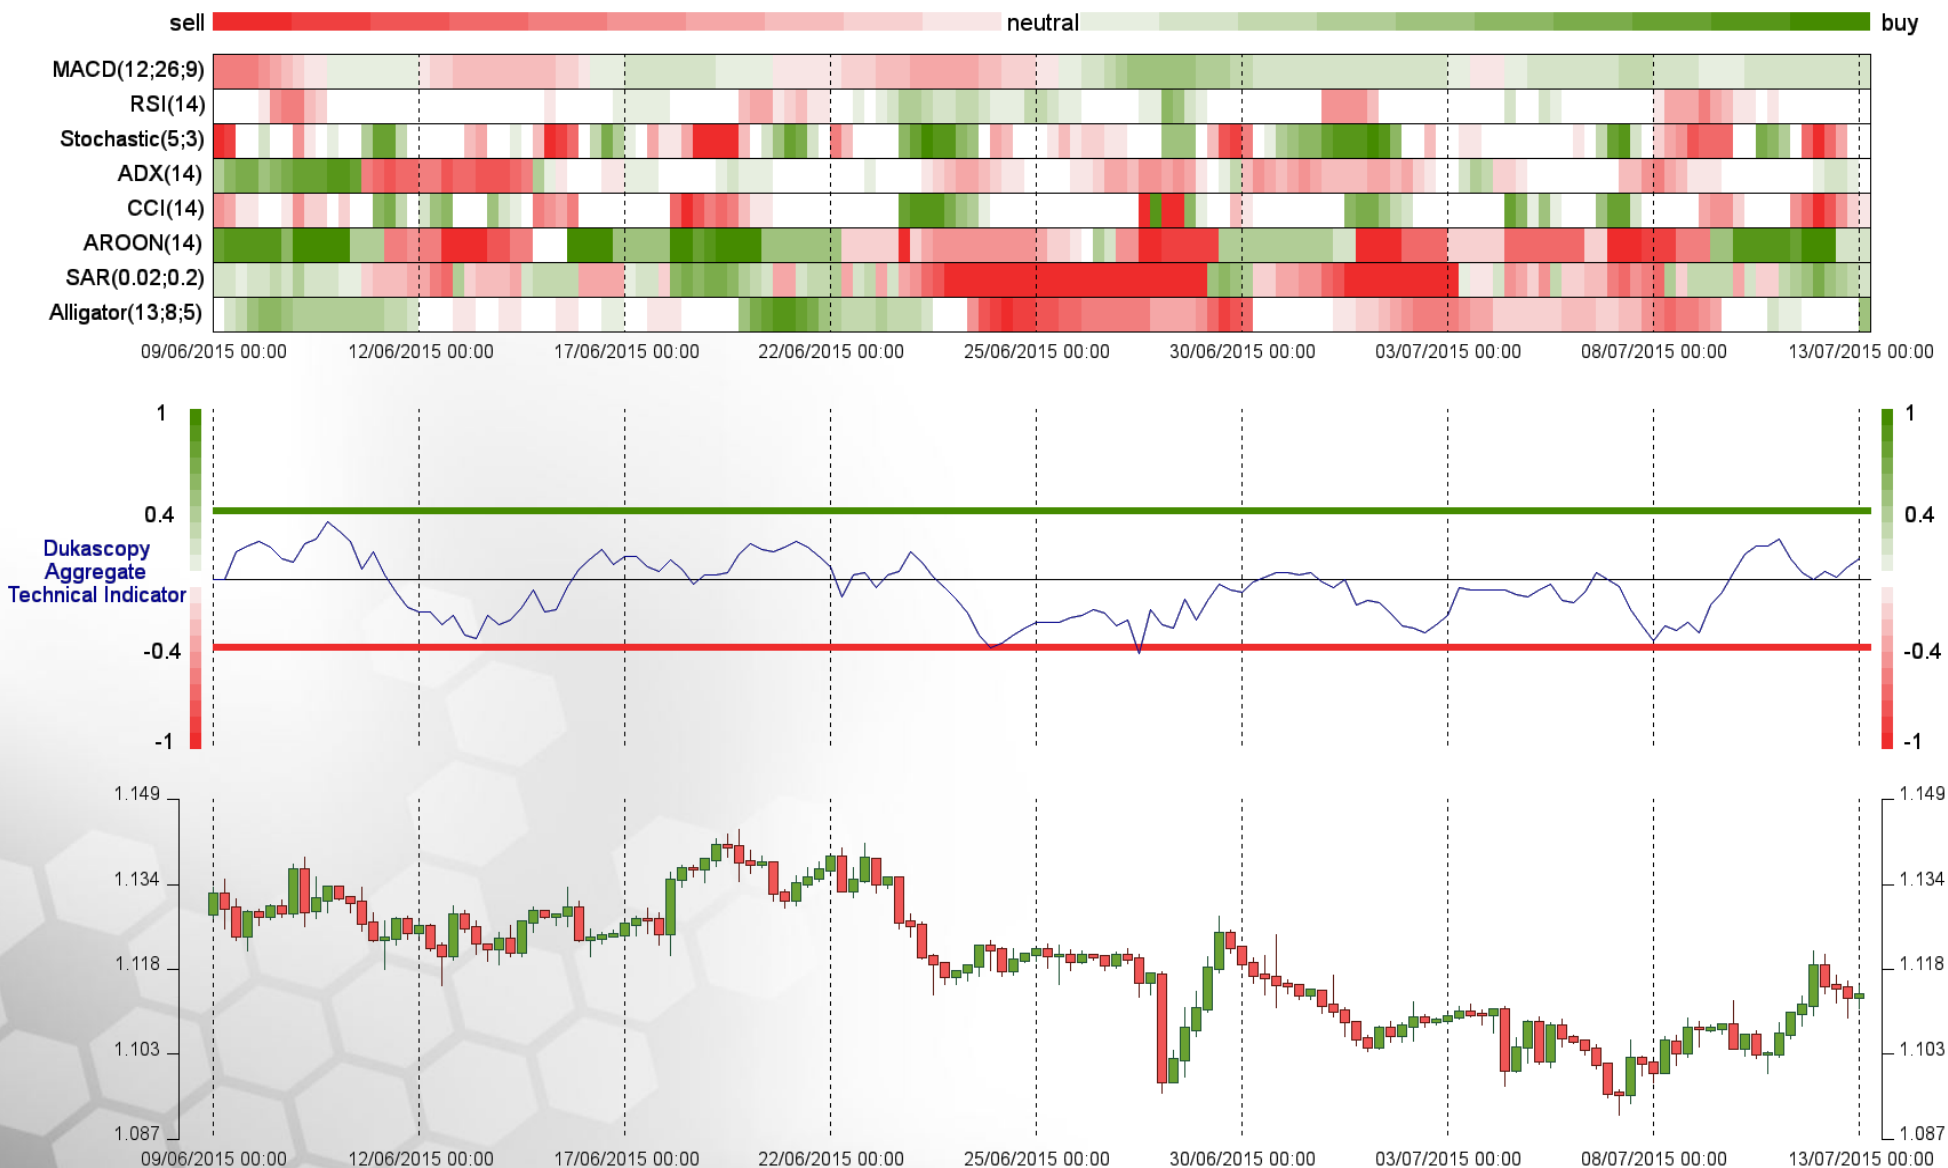 sell neutral buy
MACD(12;26;9)
RSI(14)
Stochastic(5;3)
ADX(14)
CCI(14)
AROON(14)
SAR(0.02;0.2)
Alligator(13;8;5)
09/06/2015 00:00 12/06/2015 00:00 17/06/2015 00:00 22/06/2015 00:00 25/06/2015 00:00 30/06/2015 00:00 03/07/2015 00:00 08/07/2015 00:00 13/07/2015 00:00
1 1
0.4 0.4
Dukascopy
Aggregate
Technical Indicator
-0.4 -0.4
-1 -1
1.149 1.149
1.134 1.134
1.118 1.118
1.103 1.103
1.087 1.087
09/06/2015 00:00 12/06/2015 00:00 17/06/2015 00:00 22/06/2015 00:00 25/06/2015 00:00 30/06/2015 00:00 03/07/2015 00:00 08/07/2015 00:00 13/07/2015 00:00